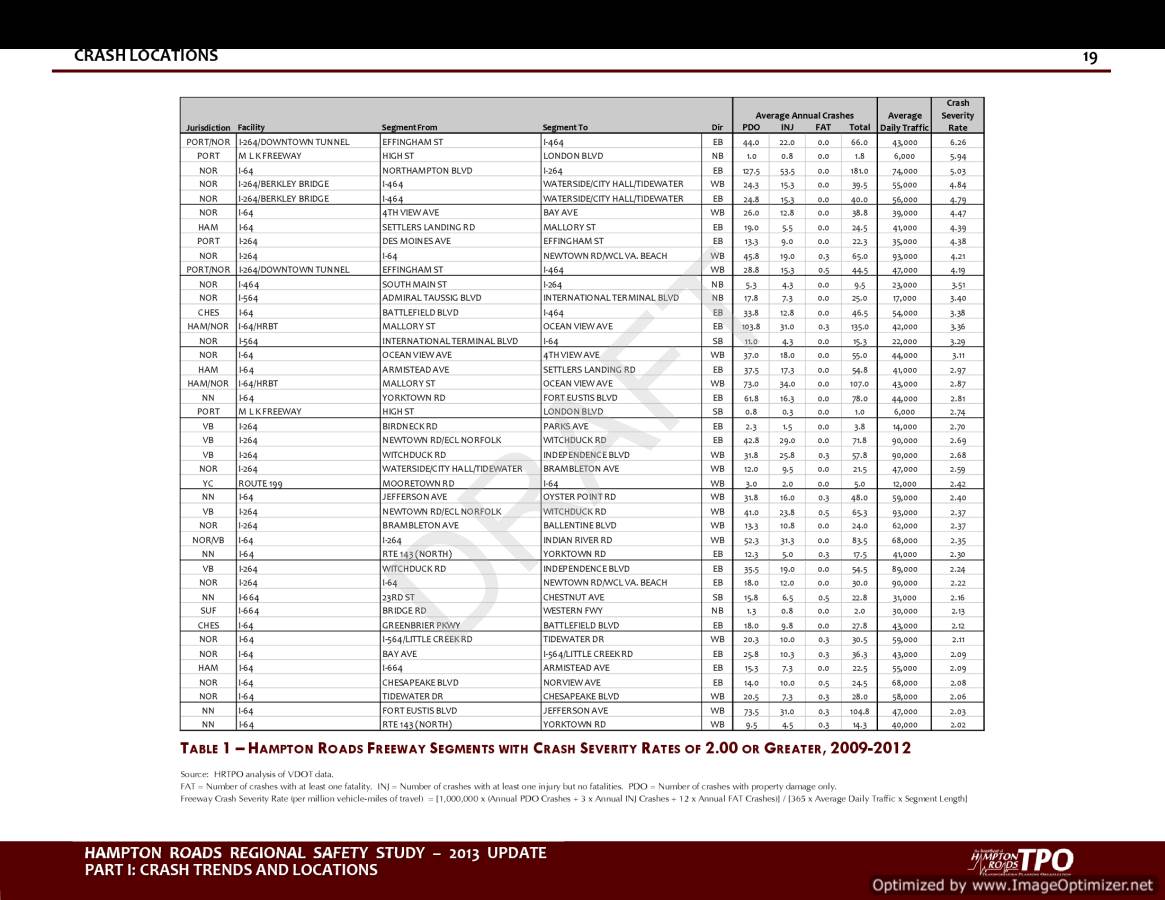 CRASH LOCATIONS 19
Crash
Average Annual Crashes Average Severity
Jurisdiction Facility Segment From Segment To Dir PDO INJ FAT Total Daily Traffic Rate
PORT/NOR I-264/DOWNTOWN TUNNEL EFFINGHAM ST I-464 EB 44.0 22.0 0.0 66.0 43,000 6.26
PORT M L K FREEWAY HIGH ST LONDON BLVD NB 1.0 0.8 0.0 1.8 6,000 5.94
NOR I-64 NORTHAMPTON BLVD I-264 EB 127.5 53.5 0.0 181.0 74,000 5.03
NOR I-264/BERKLEY BRIDGE I-464 WATERSIDE/CITY HALL/TIDEWATER WB 24.3 15.3 0.0 39.5 55,000 4.84
NOR I-264/BERKLEY BRIDGE I-464 WATERSIDE/CITY HALL/TIDEWATER EB 24.8 15.3 0.0 40.0 56,000 4.79
NOR I-64 4TH VIEW AVE BAY AVE WB 26.0 12.8 0.0 38.8 39,000 4.47
HAM I-64 SETTLERS LANDING RD MALLORY ST EB 19.0 5.5 0.0 24.5 41,000 4.39
PORT I-264 DES MOINES AVE EFFINGHAM ST EB 13.3 9.0 0.0 22.3 35,000 4.38
NOR I-264 I-64 NEWTOWN RD/WCL VA. BEACH WB 45.8 19.0 0.3 65.0 93,000 4.21
PORT/NOR I-264/DOWNTOWN TUNNEL EFFINGHAM ST I-464 WB 28.8 15.3 0.5 44.5 47,000 4.19
NOR I-464 SOUTH MAIN ST I-264 NB 5.3 4.3 0.0 9.5 23,000 3.51
NOR I-564 ADMIRAL TAUSSIG BLVD INTERNATIONAL TERMINAL BLVD NB 17.8 7.3 0.0 25.0 17,000 3.40
CHES I-64 BATTLEFIELD BLVD I-464 WB 33.8 12.8 0.0 46.5 54,000 3.38
HAM/NOR I-64/HRBT MALLORY ST OCEAN VIEW AVE EB 103.8 31.0 0.3 135.0 42,000 3.36
NOR I-564 INTERNATIONAL TERMINAL BLVD I-64 SB 11.0 4.3 0.0 15.3 22,000 3.29
NOR I-64 OCEAN VIEW AVE 4TH VIEW AVE WB 37.0 18.0 0.0 55.0 44,000 3.11
HAM I-64 ARMISTEAD AVE SETTLERS LANDING RD EB 37.5 17.3 0.0 54.8 41,000 2.97
HAM/NOR I-64/HRBT MALLORY ST OCEAN VIEW AVE WB 73.0 34.0 0.0 107.0 43,000 2.87
NN I-64 YORKTOWN RD FORT EUSTIS BLVD EB 61.8 16.3 0.0 78.0 44,000 2.81
PORT M L K FREEWAY HIGH ST LONDON BLVD SB 0.8 0.3 0.0 1.0 6,000 2.74
VB I-264 BIRDNECK RD PARKS AVE EB 2.3 1.5 0.0 3.8 14,000 2.70
VB I-264 NEWTOWN RD/ECL NORFOLK WITCHDUCK RD EB 42.8 29.0 0.0 71.8 90,000 2.69
VB I-264 WITCHDUCK RD INDEPENDENCE BLVD WB 31.8 25.8 0.3 57.8 90,000 2.68
NOR I-264 WATERSIDE/CITY HALL/TIDEWATER BRAMBLETON AVE WB 12.0 9.5 0.0 21.5 47,000 2.59
YC ROUTE 199 MOORETOWN RD I-64 WB 3.0 2.0 0.0 5.0 12,000 2.42
NN I-64 JEFFERSON AVE OYSTER POINT RD WB 31.8 16.0 0.3 48.0 59,000 2.40
VB I-264 NEWTOWN RD/ECL NORFOLK WITCHDUCK RD WB 41.0 23.8 0.5 65.3 93,000 2.37
NOR I-264 BRAMBLETON AVE BALLENTINE BLVD WB 13.3 10.8 0.0 24.0 62,000 2.37
NOR/VB I-64 I-264 INDIAN RIVER RD WB 52.3 31.3 0.0 83.5 68,000 2.35
NN I-64 RTE 143 (NORTH) YORKTOWN RD EB 12.3 5.0 0.3 17.5 41,000 2.30
VB I-264 WITCHDUCK RD INDEPENDENCE BLVD EB 35.5 19.0 0.0 54.5 89,000 2.24
NOR I-264 I-64 NEWTOWN RD/WCL VA. BEACH EB 18.0 12.0 0.0 30.0 90,000 2.22
NN I-664 23RD ST CHESTNUT AVE SB 15.8 6.5 0.5 22.8 31,000 2.16
SUF I-664 BRIDGE RD WESTERN FWY NB 1.3 0.8 0.0 2.0 30,000 2.13
CHES I-64 GREENBRIER PKWY BATTLEFIELD BLVD EB 18.0 9.8 0.0 27.8 43,000 2.12
NOR I-64 I-564/LITTLE CREEK RD TIDEWATER DR WB 20.3 10.0 0.3 30.5 59,000 2.11
NOR I-64 BAY AVE I-564/LITTLE CREEK RD EB 25.8 10.3 0.3 36.3 43,000 2.09
HAM I-64 I-664 ARMISTEAD AVE EB 15.3 7.3 0.0 22.5 55,000 2.09
NOR I-64 CHESAPEAKE BLVD NORVIEW AVE EB 14.0 10.0 0.5 24.5 68,000 2.08
NOR I-64 TIDEWATER DR CHESAPEAKE BLVD WB 20.5 7.3 0.3 28.0 58,000 2.06
NN I-64 FORT EUSTIS BLVD JEFFERSON AVE WB 73.5 31.0 0.3 104.8 47,000 2.03
NN I-64 RTE 143 (NORTH) YORKTOWN RD WB 9.5 4.5 0.3 14.3 40,000 2.02
DRAFT
TABLE 1 – HAMPTON ROADS FREEWAY SEGMENTS WITH CRASH SEVERITY RATES OF 2.00 OR GREATER, 2009-2012
Source: HRTPO analysis of VDOT data.
FAT = Number of crashes with at least one fatality. INJ = Number of crashes with at least one injury but no fatalities. PDO = Number of crashes with property damage only.
Freeway Crash Severity Rate (per million vehicle-miles of travel) = [1,000,000 x (Annual PDO Crashes + 3 x Annual INJ Crashes + 12 x Annual FAT Crashes)] / [365 x Average Daily Traffic x Segment Length]
HAMPTON ROADS REGIONAL SAFETY STUDY – 2013 UPDATE
PART I: CRASH TRENDS AND LOCATIONS
HAMPTON ROADS TPO
Optimized by www.ImageOptimizer.net